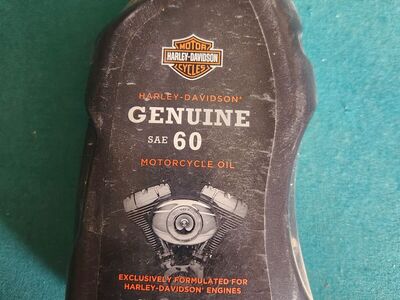 MOTOR
HARLEY-DAVIDSON
CYCLES
HARLEY-DAVIDSON®
GENUINE
SAE 60
MOTORCYCLE OIL
EXCLUSIVELY FORMULATED FOR
HARLEY-DAVIDSON® ENGINES